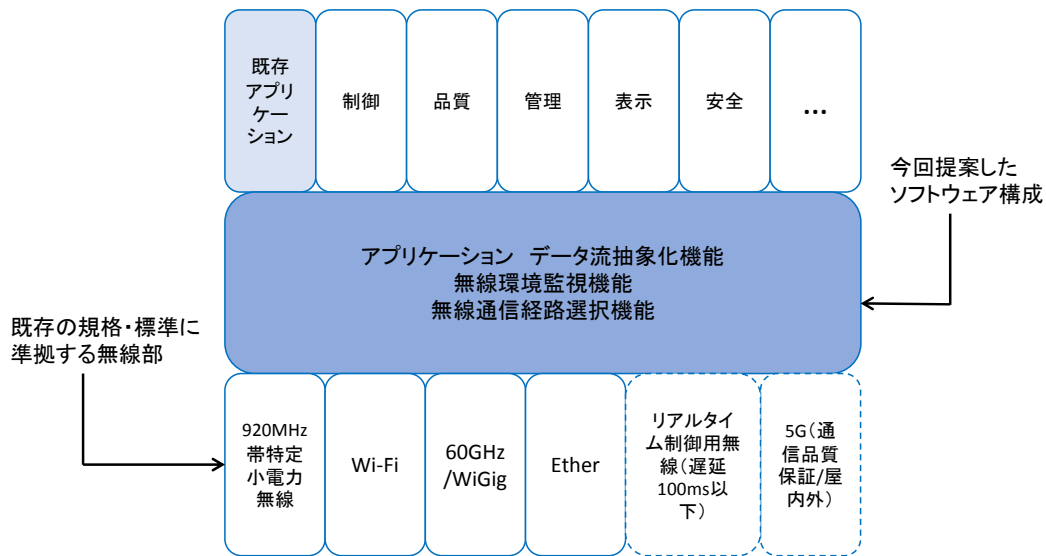 既存
アプリ
ケー
ション
制御
品質
管理
表示
安全
…
今回提案した
ソフトウェア構成
アプリケーション　データ流抽象化機能
無線環境監視機能
無線通信経路選択機能
既存の規格・標準に
準拠する無線部
920MHz
帯特定
小電力
無線
Wi-Fi
60GHz
/WiGig
Ether
リアルタイ
ム制御用無
線（遅延
100ms以
下）
5G（通
信品質
保証/屋
内外）